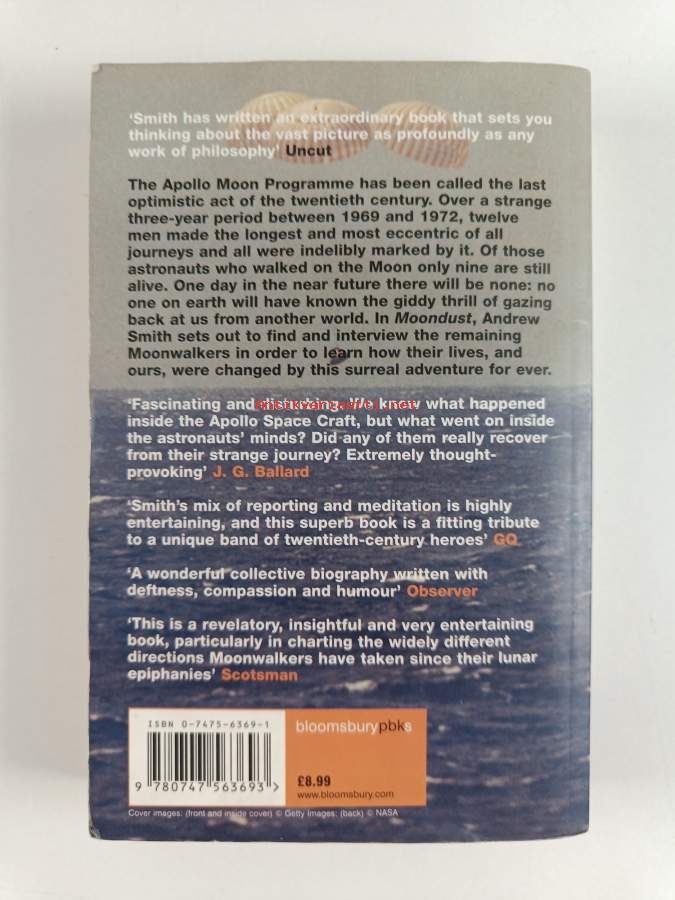 ‘Smith has written an extraordinary book that sets you
thinking about the vast picture as profoundly as any
work of philosophy’ Uncut
The Apollo Moon Programme has been called the last
optimistic act of the twentieth century. Over a strange
three-year period between 1969 and 1972, twelve
men made the longest and most eccentric of all
journeys and all were indelibly marked by it. Of those
astronauts who walked on the Moon only nine are still
alive. One day in the near future there will be none: no
one on earth will have known the giddy thrill of gazing
back at us from another world. In Moondust, Andrew
Smith sets out to find and interview the remaining
Moonwalkers in order to learn how their lives, and
ours, were changed by this surreal adventure for ever.
‘Fascinating and disturbing. We know what happened
inside the Apollo Space Craft, but what went on inside
the astronauts’ minds? Did any of them really recover
from their strange journey? Extremely thought-
provoking’ J. G. Ballard
‘Smith’s mix of reporting and meditation is highly
entertaining, and this superb book is a fitting tribute
to a unique band of twentieth-century heroes’ GQ
‘A wonderful collective biography written with
deftness, compassion and humour’ Observer
‘This is a revelatory, insightful and very entertaining
book, particularly in charting the widely different
directions Moonwalkers have taken since their lunar
epiphanies’ Scotsman
ISBN 0-7475-6369-1
9 780747 563693 >
bloomsburypbks
£8.99
www.bloomsbury.com
Cover images: (front and inside cover) © Getty Images: (back) © NASA